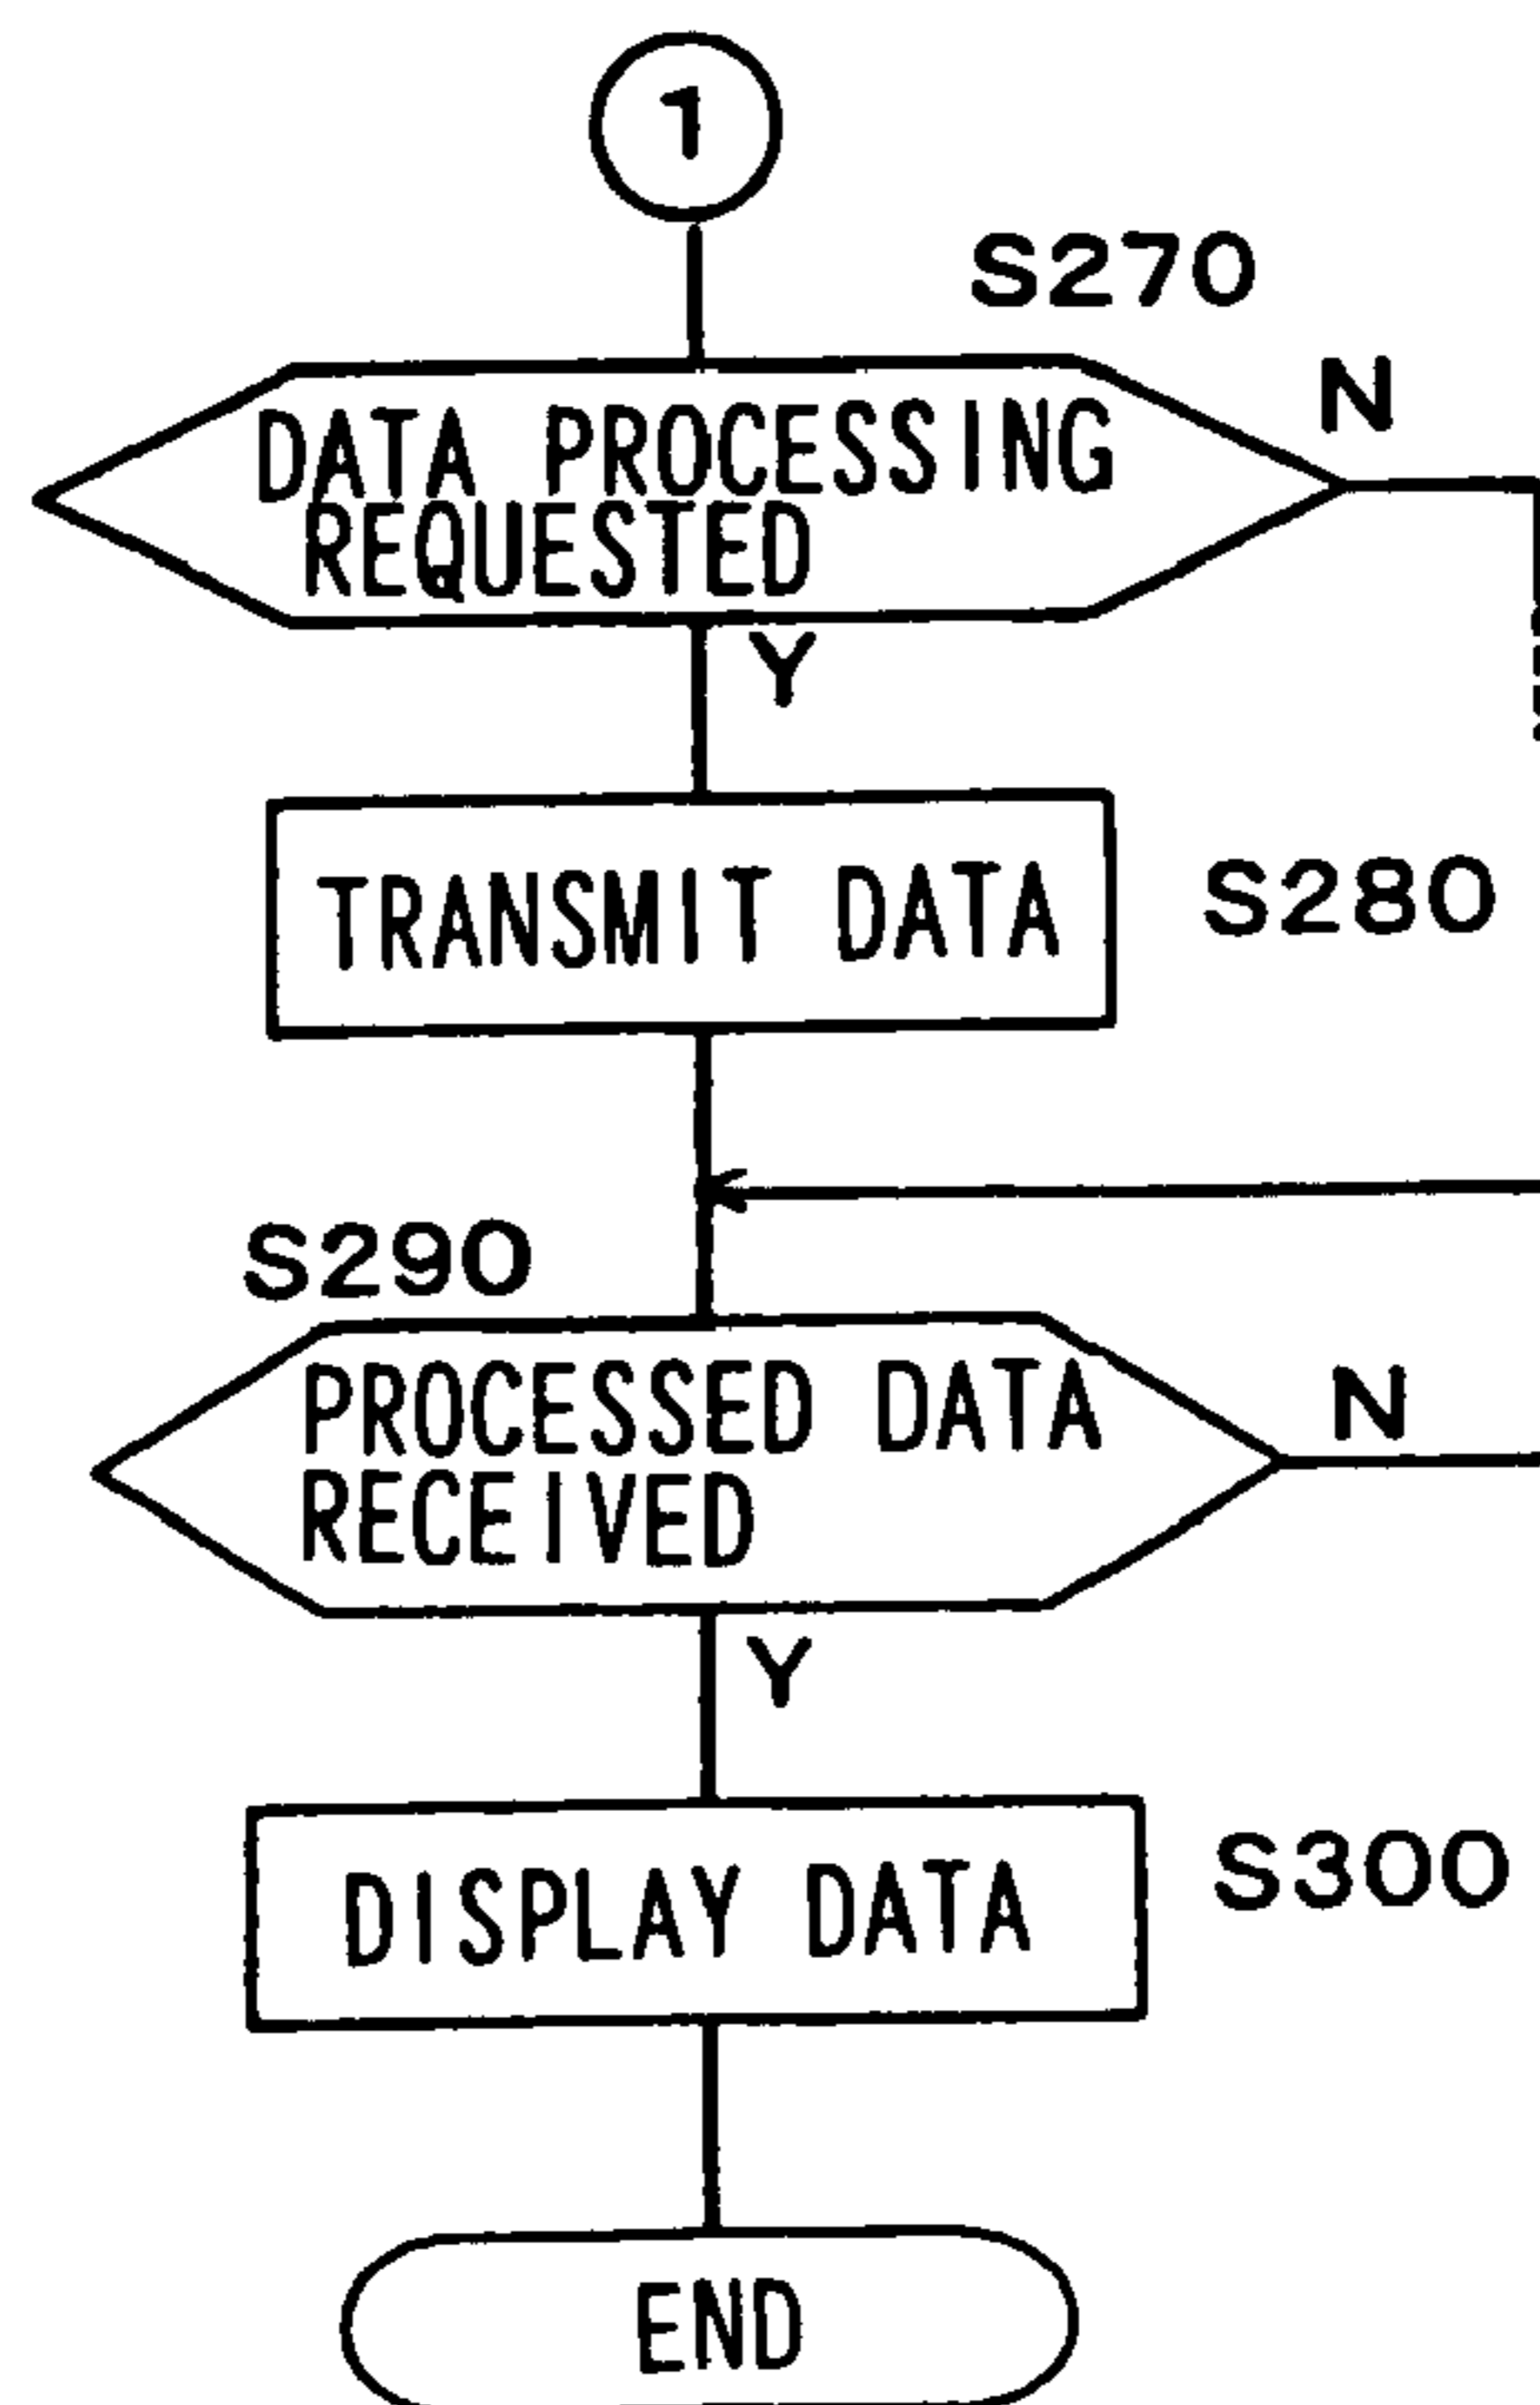 1
S270
DATA PROCESSING
REQUESTED
N
Y
TRANSMIT DATA
S280
S290
PROCESSED DATA
RECEIVED
N
Y
DISPLAY DATA
S300
END